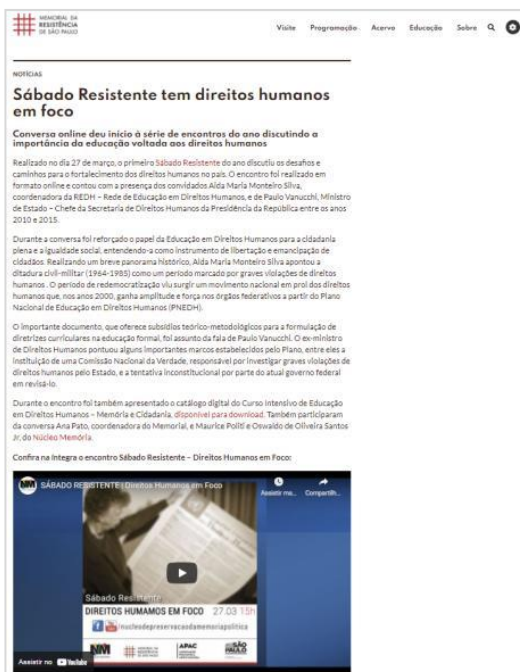 MEMORIAL DA
RESISTÊNCIA
DE SÃO PAULO
Visite Programação Acervo Educação Sobre
NOTÍCIAS
Sábado Resistente tem direitos humanos
em foco
Conversa online deu início à série de encontros do ano discutindo a
importância da educação voltada aos direitos humanos
Realizado no dia 27 de março, o primeiro Sábado Resistente do ano discutiu os desafios e
caminhos para o fortalecimento dos direitos humanos no país. O encontro foi realizado em
formato online e contou com a presença dos convidados Aida Maria Monteiro Silva,
coordenadora da REDH – Rede de Educação em Direitos Humanos, e de Paulo Vanucchi, Ministro
de Estado – Chefe da Secretaria de Direitos Humanos da Presidência da República entre os anos
2010 e 2015.
Durante a conversa foi reforçado o papel da Educação em Direitos Humanos para a cidadania
plena e a igualdade social, entendendo-a como instrumento de libertação e emancipação de
cidadãos. Realizando um breve panorama histórico, Aida Maria Monteiro Silva apontou a
ditadura civil-militar (1964-1985) como um período marcado por graves violações de direitos
humanos . O período de redemocratização viu surgir um movimento nacional em prol dos direitos
humanos que, nos anos 2000, ganha amplitude e força nos órgãos federativos a partir do Plano
Nacional de Educação em Direitos Humanos (PNEDH).
O importante documento, que oferece subsídios teórico-metodológicos para a formulação de
diretrizes curriculares na educação formal, foi assunto da fala de Paulo Vanucchi. O ex-ministro
de Direitos Humanos pontuou alguns importantes marcos estabelecidos pelo Plano, entre eles a
instituição de uma Comissão Nacional da Verdade, responsável por investigar graves violações de
direitos humanos pelo Estado, e a tentativa inconstitucional por parte do atual governo federal
em revisá-lo.
Durante o encontro foi também apresentado o catálogo digital do Curso Intensivo de Educação
em Direitos Humanos – Memória e Cidadania, disponível para download. Também participaram
da conversa Ana Pato, coordenadora do Memorial, e Maurice Politi e Oswaldo de Oliveira Santos
Jr, do Núcleo Memória.
Confira na íntegra o encontro Sábado Resistente – Direitos Humanos em Foco:
NM SÁBADO RESISTENTE | Direitos Humanos em Foco
Assistir ma... Compartilh...
Sábado Resistente
DIREITOS HUMAMOS EM FOCO 27.03 15h
/nucleodepreservacaodamemoriapolitica
NM APAC SÃO PAULO
Assistir no YouTube